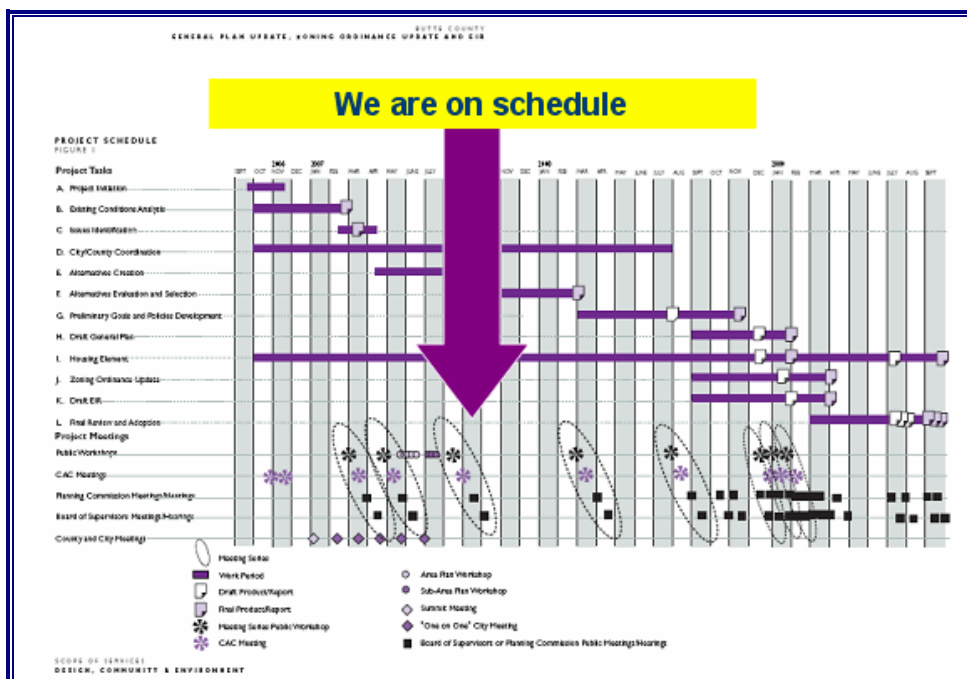 BUTTE COUNTY
GENERAL PLAN UPDATE, ZONING ORDINANCE UPDATE AND EIR
We are on schedule
PROJECT SCHEDULE
FIGURE 1
2006 2007 2008 2009
Project Tasks
SEPT OCT NOV DEC JAN FEB MAR APR MAY JUNE JULY NOV DEC JAN FEB MAR APR MAY JUNE JULY AUG SEPT OCT NOV DEC JAN FEB MAR APR MAY JUNE JULY AUG SEPT
A. Project Initiation
B. Existing Conditions Analysis
C. Issues Identification
D. City/County Coordination
E. Alternatives Creation
F. Alternatives Evaluation and Selection
G. Preliminary Goals and Policies Development
H. Draft General Plan
I. Housing Element
J. Zoning Ordinance Update
K. Draft EIR
L. Final Review and Adoption
Project Meetings
Public Workshops
CAC Meetings
Planning Commission Meetings/Hearings
Board of Supervisors Meetings/Hearings
County and City Meetings
Meeting Series
Work Period
Draft Product/Report
Final Product/Report
Meeting Series Public Workshop
CAC Meeting
Area Plan Workshop
Sub-Area Plan Workshop
Summit Meeting
"One on One" City Meeting
Board of Supervisors or Planning Commission Public Meetings/Hearings
SCOPE OF SERVICES
DESIGN, COMMUNITY & ENVIRONMENT